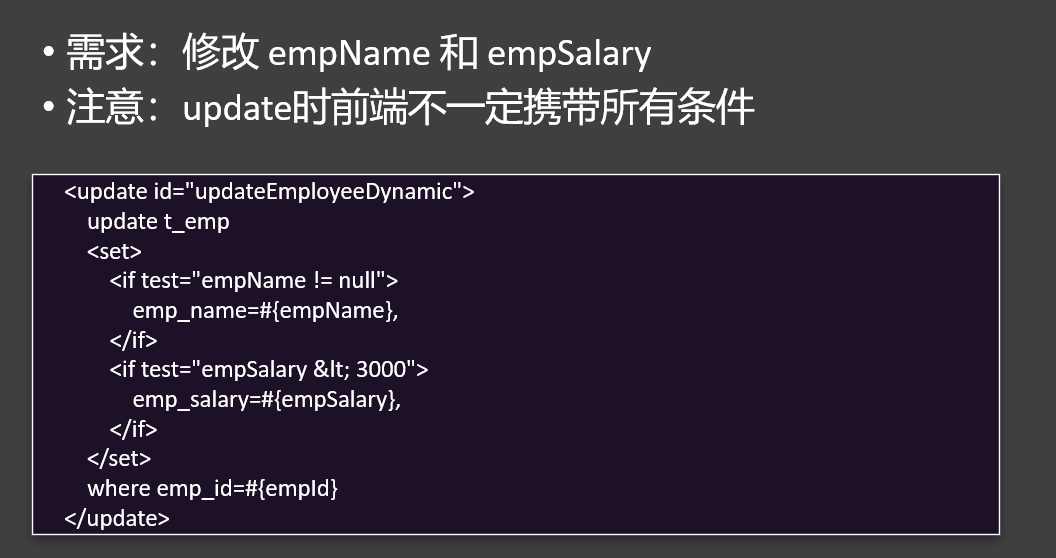 • 需求：修改 empName 和 empSalary
• 注意：update时前端不一定携带所有条件
<update id="updateEmployeeDynamic">
update t_emp
<set>
<if test="empName != null">
emp_name=#{empName},
</if>
<if test="empSalary &lt; 3000">
emp_salary=#{empSalary},
</if>
</set>
where emp_id=#{empId}
</update>